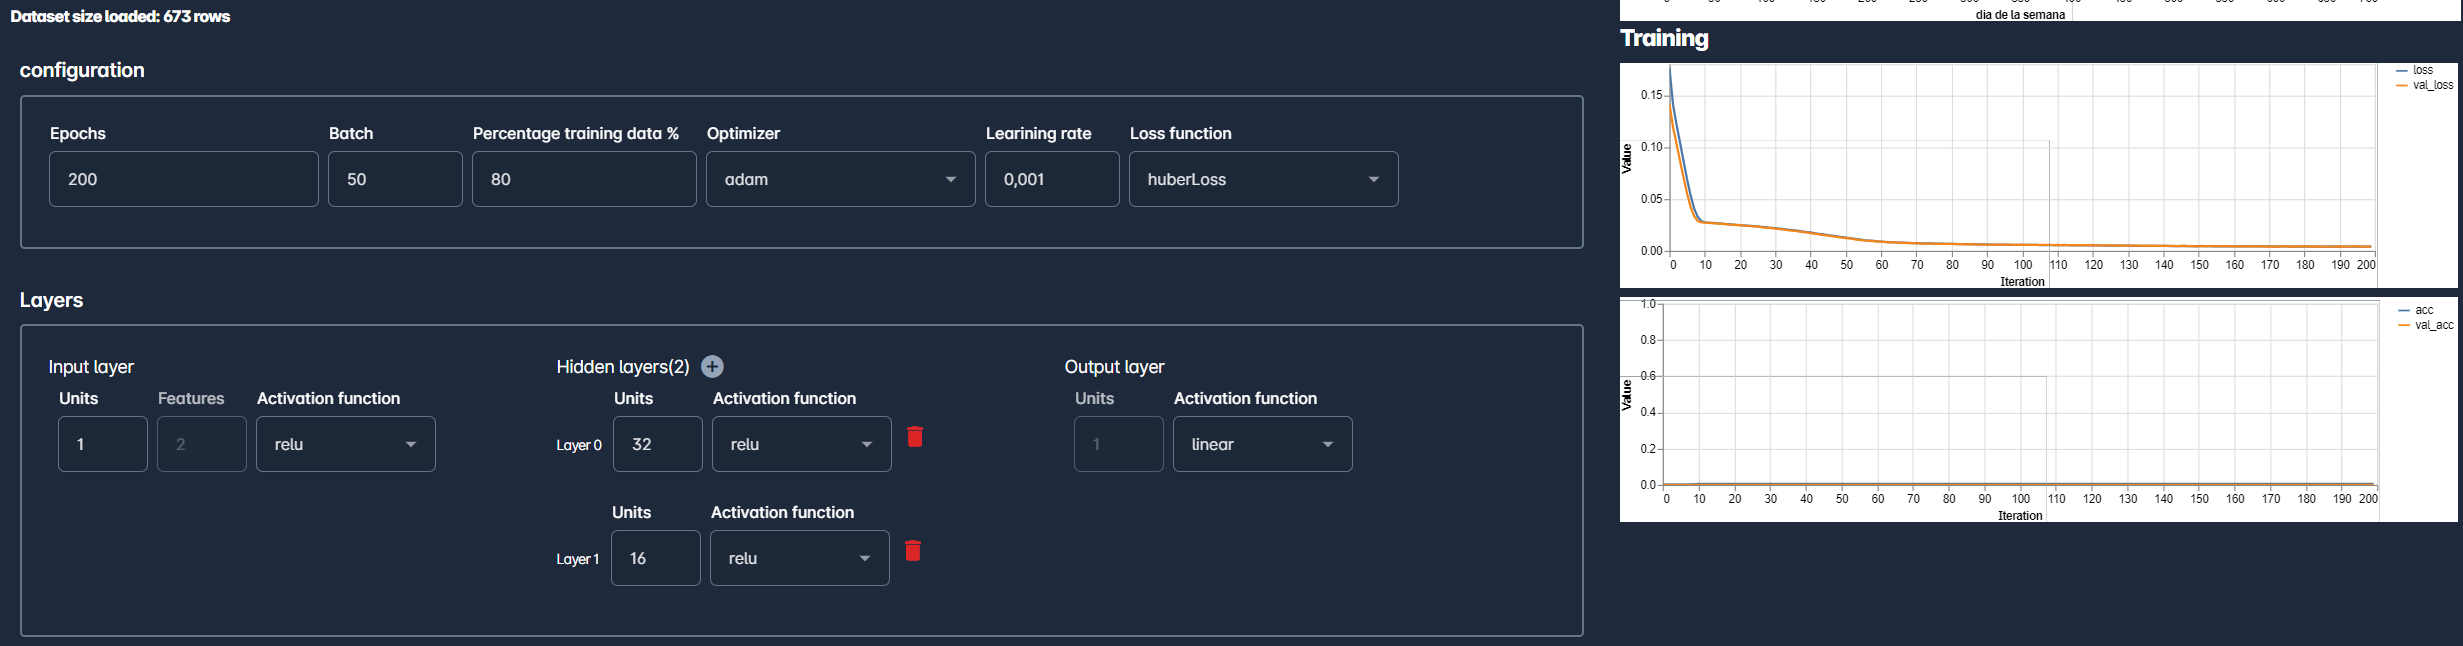 Dataset size loaded: 673 rows
configuration
Epochs Batch Percentage training data % Optimizer Learining rate Loss function
200 50 80 adam 0,001 huberLoss
Layers
Input layer Hidden layers(2) Output layer
Units Features Activation function Units Activation function Units Activation function
1 2 relu Layer 0 32 relu 1 linear
Units Activation function
Layer 1 16 relu
dia de la semana
Training
loss
val_loss
0.15
0.10
0.05
0.00
Value
0 10 20 30 40 50 60 70 80 90 100 110 120 130 140 150 160 170 180 190 200
Iteration
acc
val_acc
1.0
0.8
0.6
0.4
0.2
0.0
Value
0 10 20 30 40 50 60 70 80 90 100 110 120 130 140 150 160 170 180 190 200
Iteration